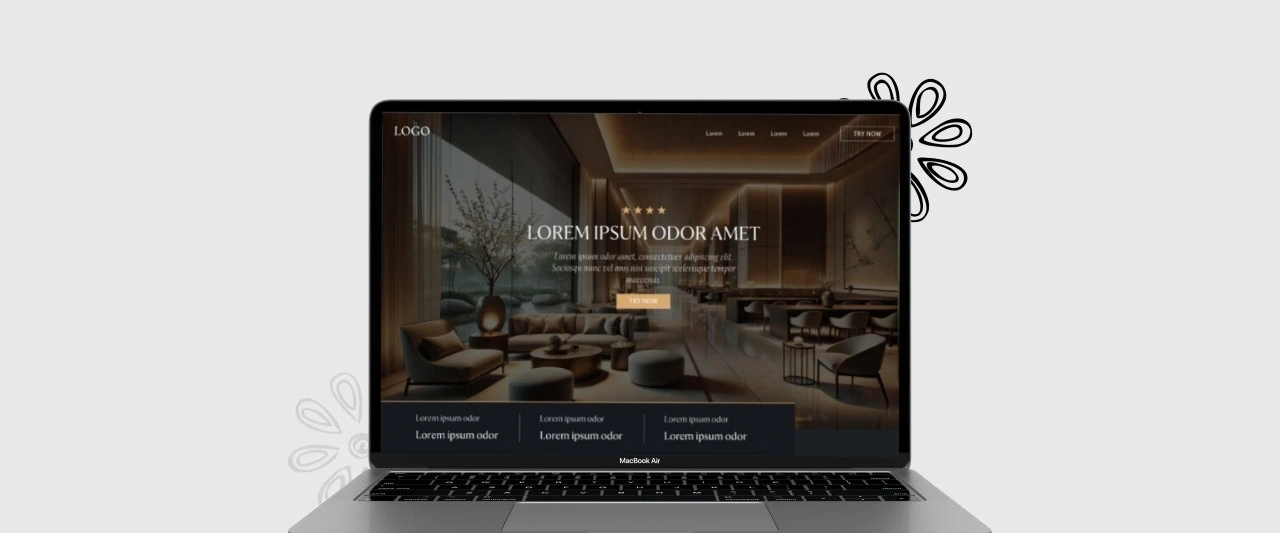 LOGO
Lorem Lorem Lorem Lorem TRY NOW
LOREM IPSUM ODOR AMET
Lorem ipsum odor amet, consectetuer adipiscing elit.
Sociosqu nunc vel mus nisi suscipit scelerisque tempor
maecenas.
TRY NOW
Lorem ipsum odor Lorem ipsum odor Lorem ipsum odor
Lorem ipsum odor Lorem ipsum odor Lorem ipsum odor
MacBook Air